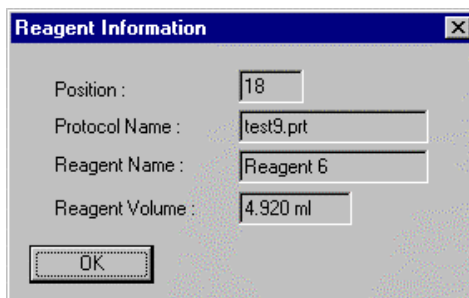 Reagent Information
Position : 18
Protocol Name : test9.prt
Reagent Name : Reagent 6
Reagent Volume : 4.920 ml
OK